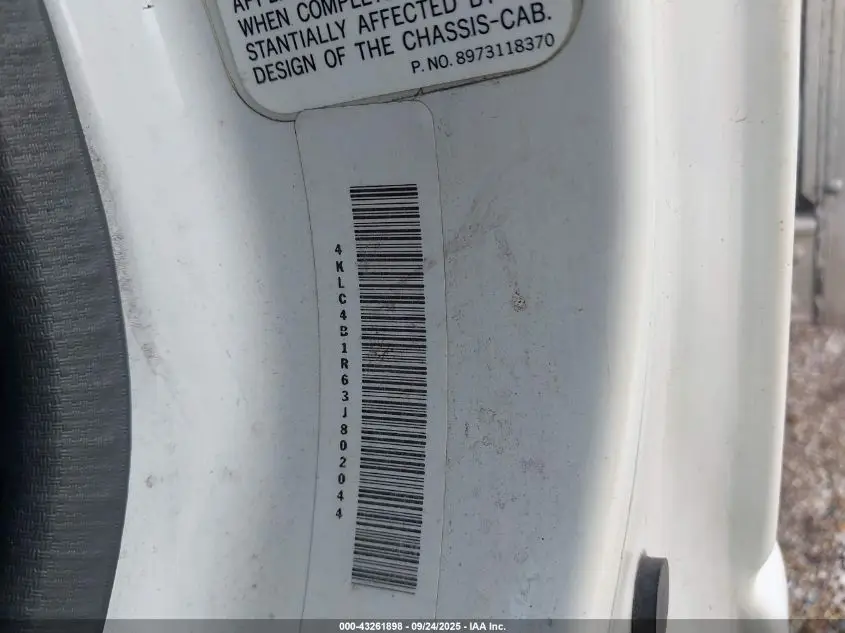 WHEN COMPLETE
STANTIALLY AFFECTED BY
DESIGN OF THE CHASSIS-CAB.
P. NO. 8973118370
4KLC4B1R63J802044
000-43261898 - 09/24/2025 - IAA Inc.